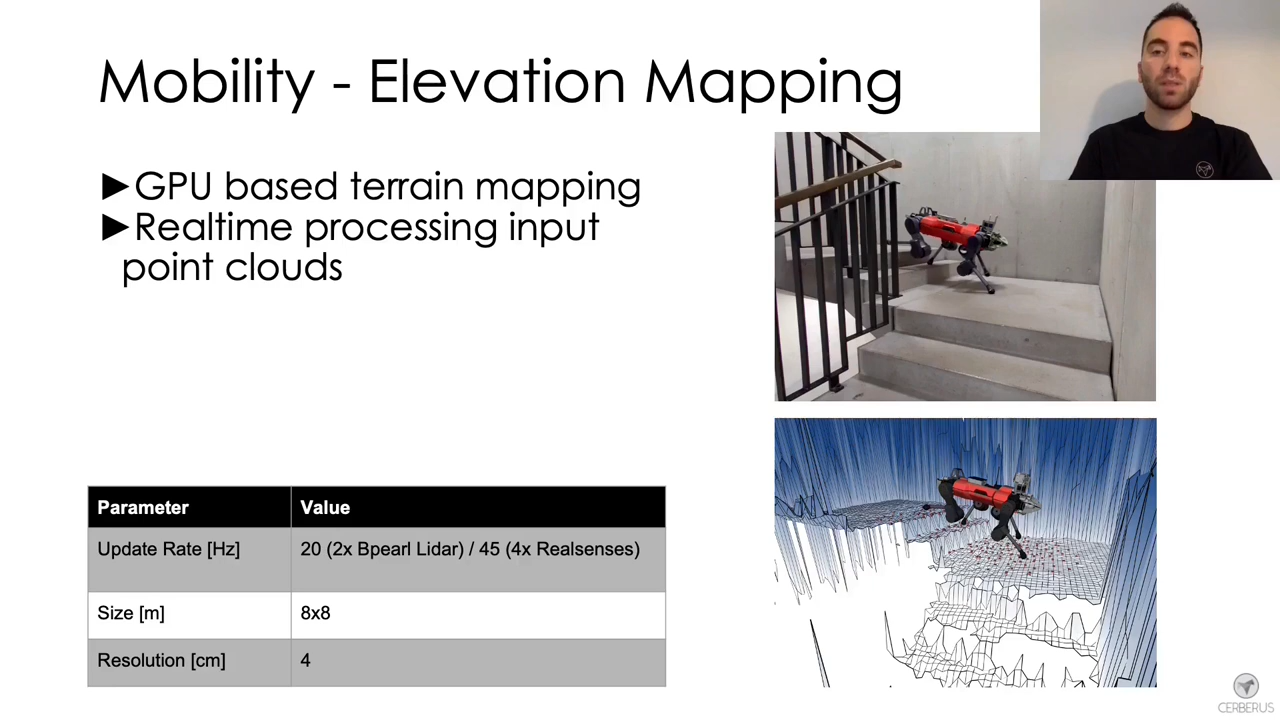 Mobility - Elevation Mapping
►GPU based terrain mapping
►Realtime processing input
point clouds
Parameter Value
Update Rate [Hz] 20 (2x Bpearl Lidar) / 45 (4x Realsenses)
Size [m] 8x8
Resolution [cm] 4
CERBERUS